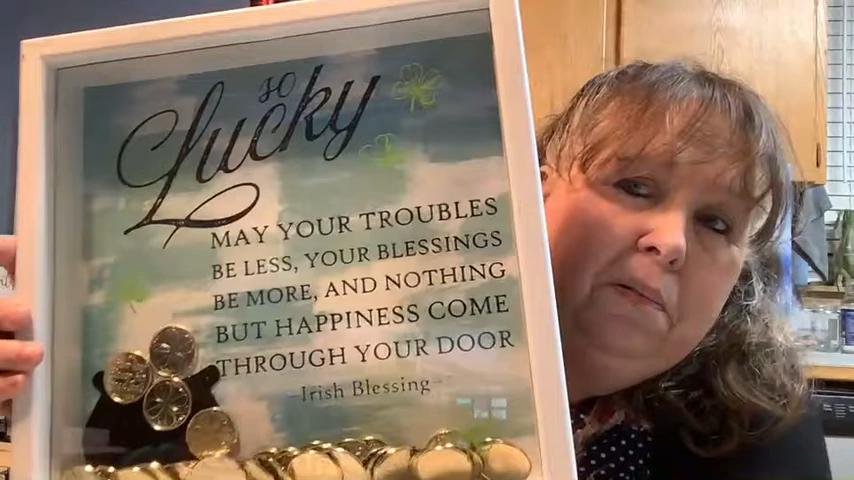 so
Lucky
MAY YOUR TROUBLES
BE LESS, YOUR BLESSINGS
BE MORE, AND NOTHING
BUT HAPPINESS COME
THROUGH YOUR DOOR
Irish Blessing